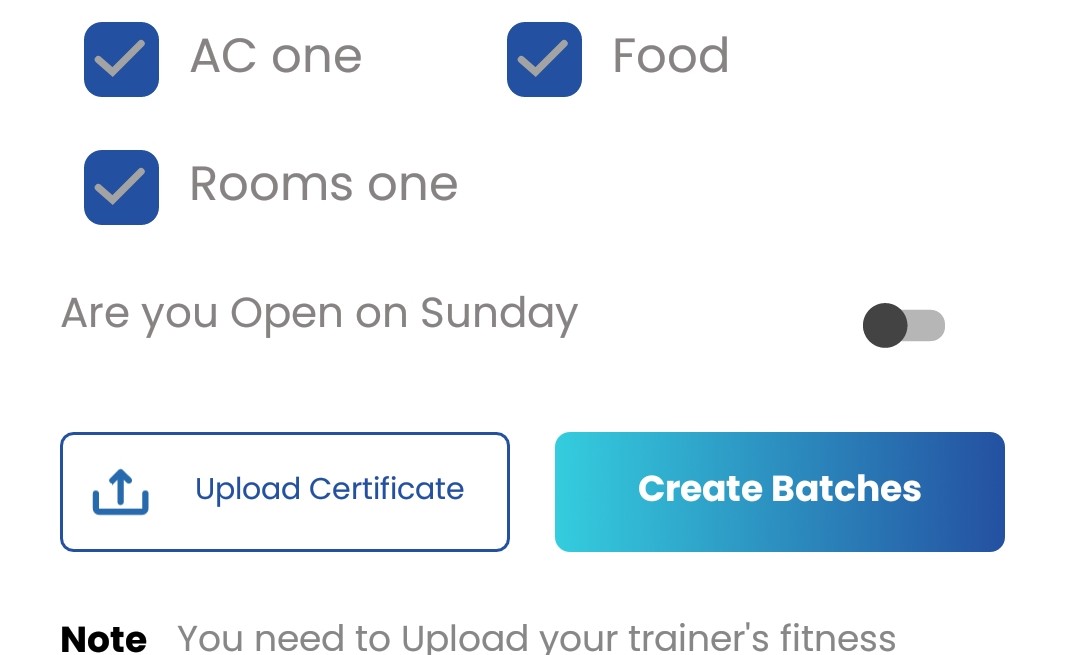 AC one Food
Rooms one
Are you Open on Sunday
Upload Certificate Create Batches
Note You need to Upload your trainer's fitness